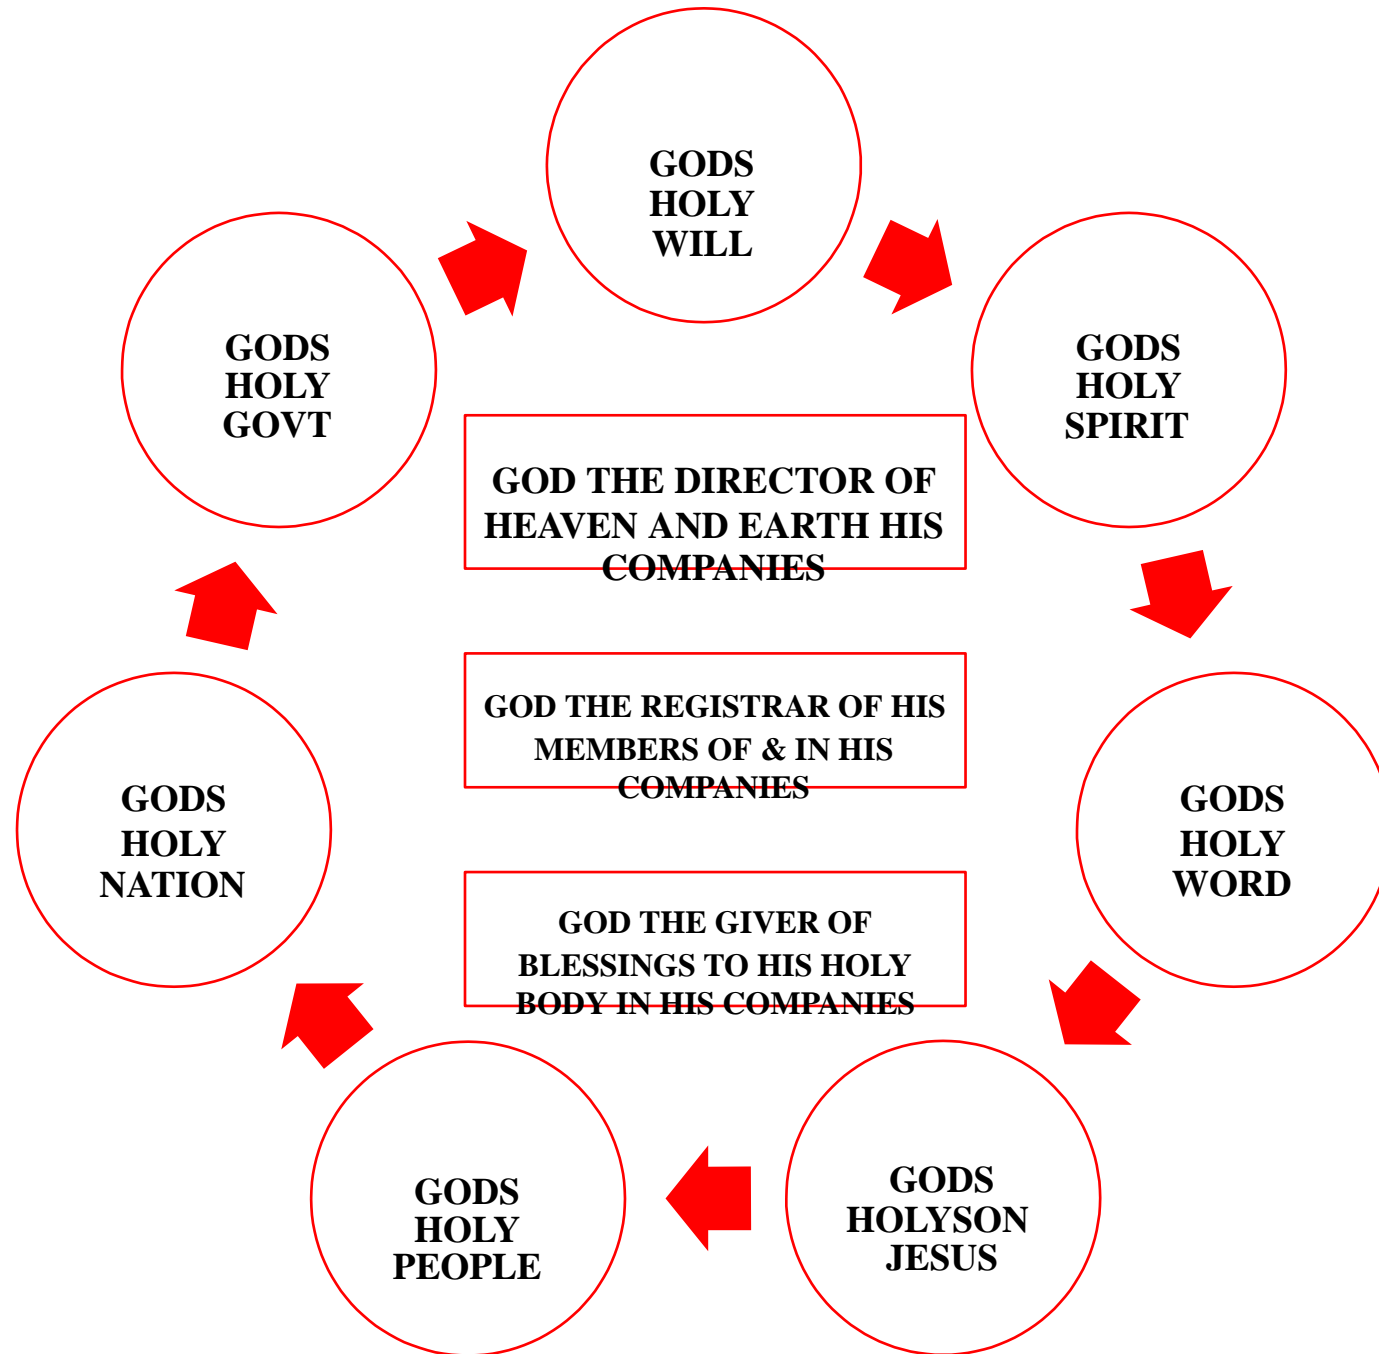 GODS
HOLY
WILL
GODS
HOLY
SPIRIT
GODS
HOLY
WORD
GODS
HOLYSON
JESUS
GODS
HOLY
PEOPLE
GODS
HOLY
NATION
GODS
HOLY
GOVT
GOD THE DIRECTOR OF
HEAVEN AND EARTH HIS
COMPANIES
GOD THE REGISTRAR OF HIS
MEMBERS OF & IN HIS
COMPANIES
GOD THE GIVER OF
BLESSINGS TO HIS HOLY
BODY IN HIS COMPANIES